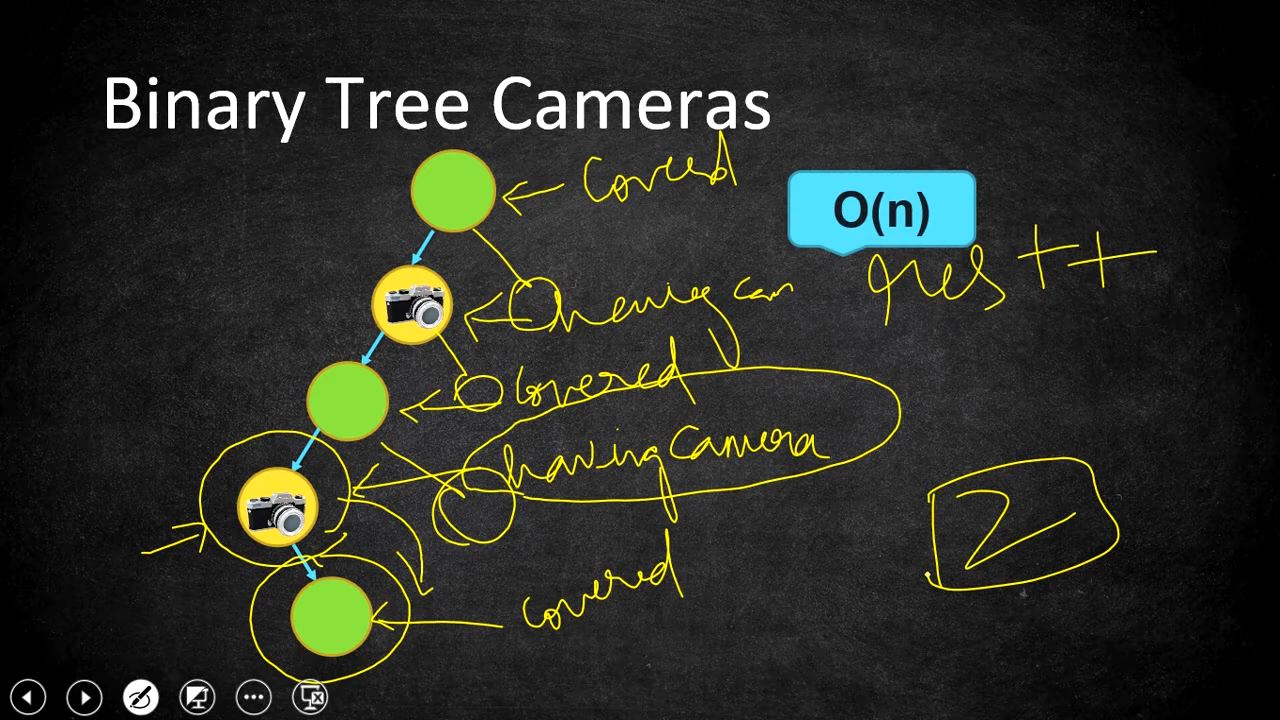 Binary Tree Cameras
Covered
O(n)
res ++
having cam
Covered
having Camera
2
covered